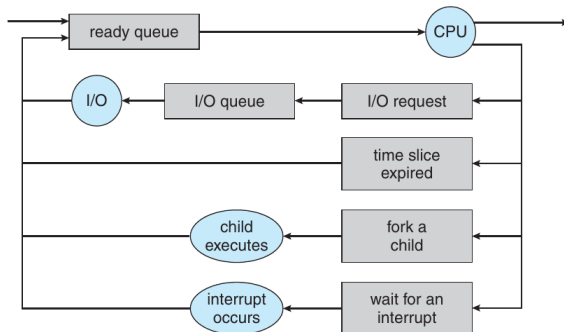 ready queue
CPU
I/O
I/O queue
I/O request
time slice
expired
child
executes
fork a
child
interrupt
occurs
wait for an
interrupt